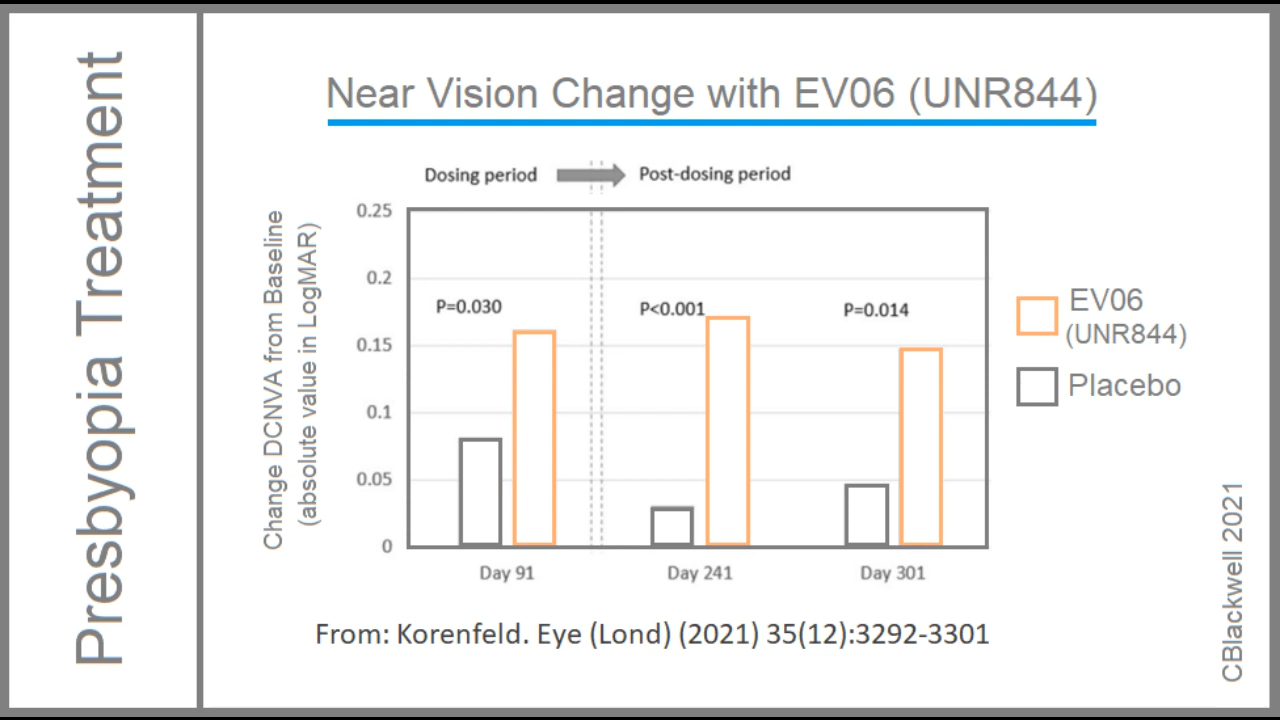 Presbyopia Treatment
Near Vision Change with EV06 (UNR844)
Dosing period
Post-dosing period
Change DCNVA from Baseline
(absolute value in LogMAR)
0.25
0.2
0.15
0.1
0.05
0
P=0.030
P<0.001
P=0.014
Day 91
Day 241
Day 301
EV06
(UNR844)
Placebo
From: Korenfeld. Eye (Lond) (2021) 35(12):3292-3301
CBlackwell 2021